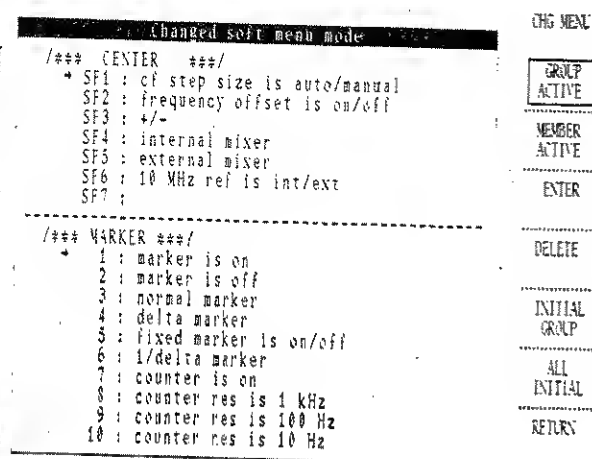 Changed soft menu mode
/*** CENTER ***/
SF1 : cf step size is auto/manual
SF2 : frequency offset is on/off
SF3 : +/-
SF4 : internal mixer
SF5 : external mixer
SF6 : 10 MHz ref is int/ext
SF7 :
/*** MARKER ***/
1 : marker is on
2 : marker is off
3 : normal marker
4 : delta marker
5 : fixed marker is on/off
6 : 1/delta marker
7 : counter is on
8 : counter res is 1 kHz
9 : counter res is 100 Hz
10 : counter res is 10 Hz
CHG MENU
GROUP
ACTIVE
MEMBER
ACTIVE
ENTER
DELETE
INITIAL
GROUP
ALL
INITIAL
RETURN